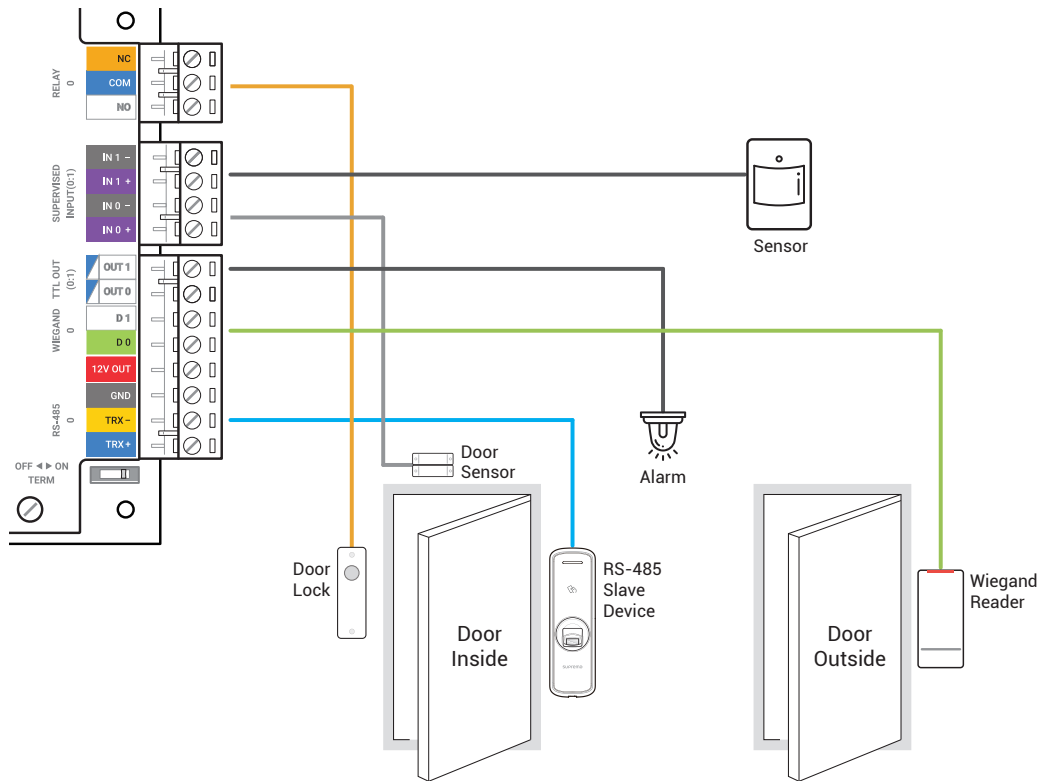 RELAY
0
NC
COM
NO
SUPERVISED
INPUT(0:1)
IN 1 –
IN 1 +
IN 0 –
IN 0 +
TTL OUT
(0:1)
OUT 1
OUT 0
WIEGAND
0
D 1
D 0
12V OUT
GND
RS-485
0
TRX –
TRX +
OFF ◄ ► ON
TERM
Sensor
Alarm
Door
Sensor
Door
Lock
Door
Inside
RS-485
Slave
Device
suprema
Door
Outside
Wiegand
Reader